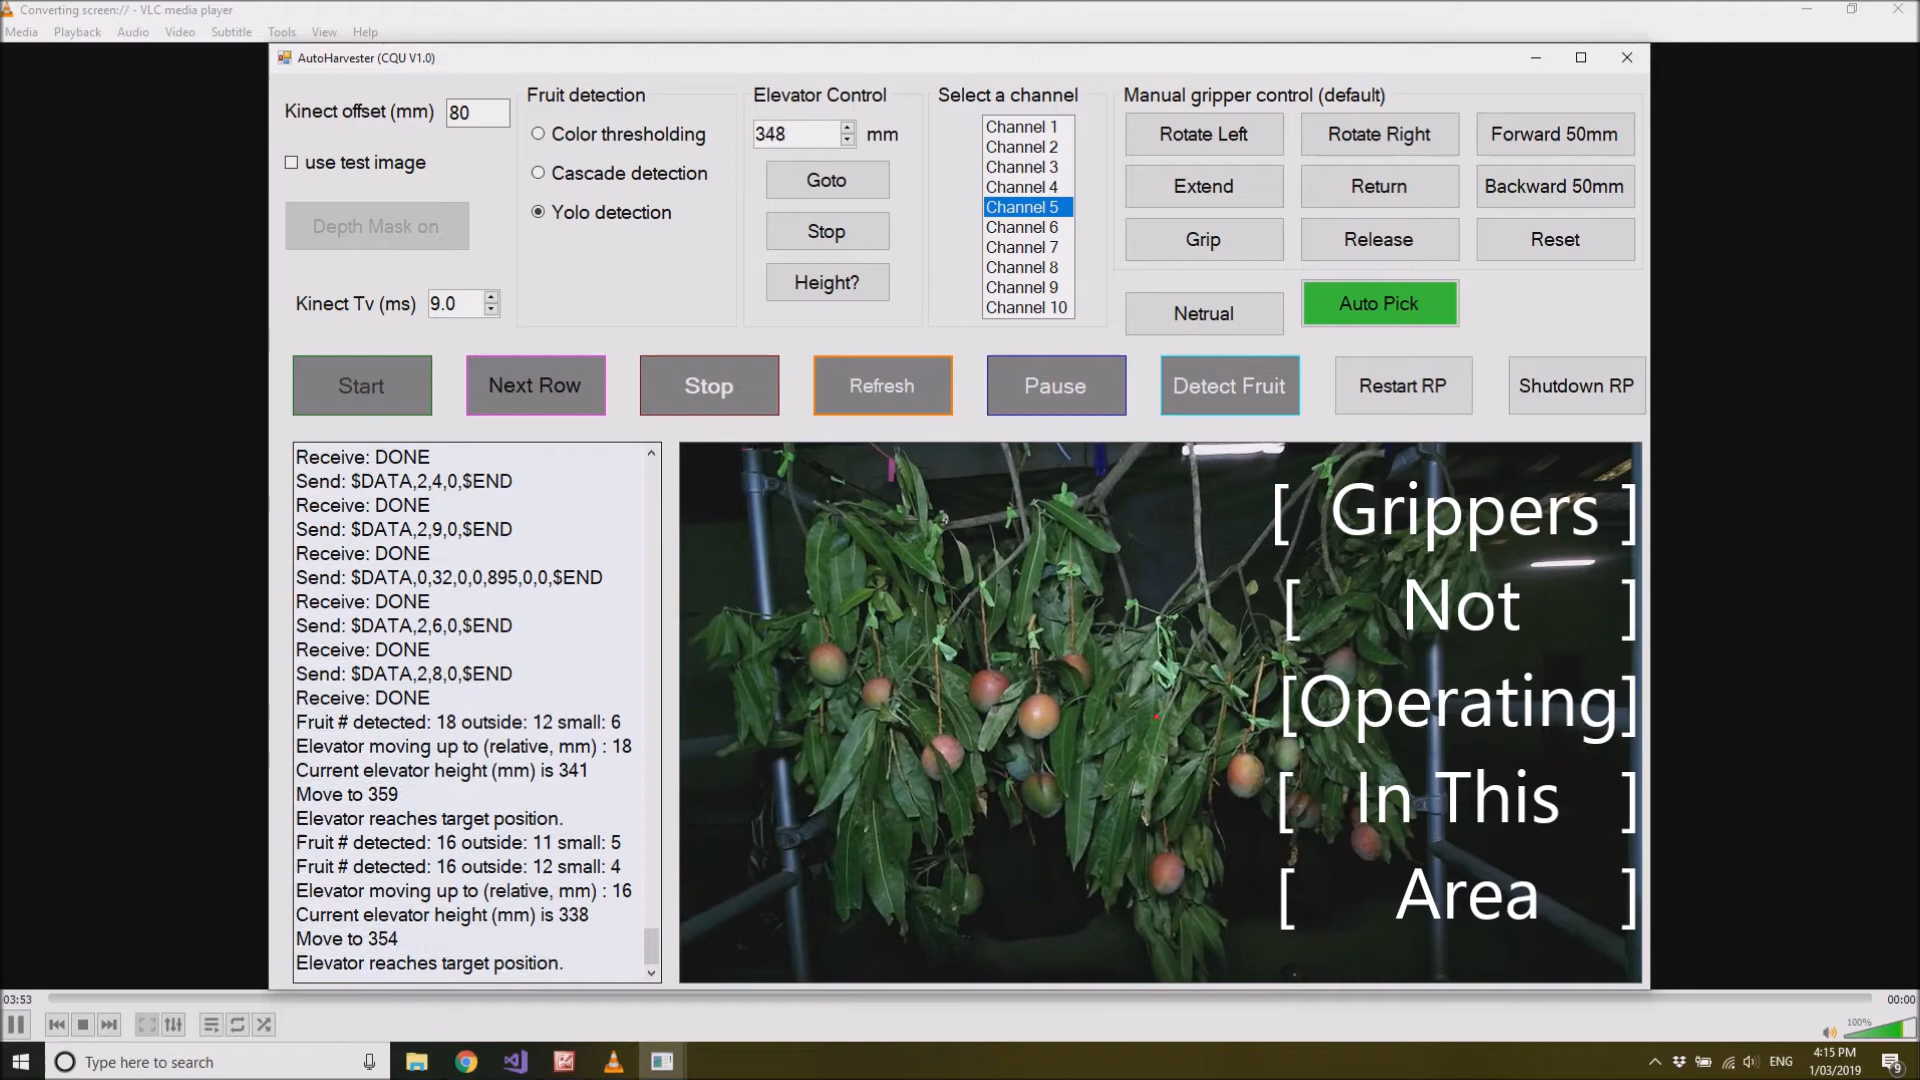 Converting screen:// - VLC media player
Media Playback Audio Video Subtitle Tools View Help
AutoHarvester (CQU V1.0)
Kinect offset (mm) 80
use test image
Depth Mask on
Kinect Tv (ms) 9.0
Fruit detection
Color thresholding
Cascade detection
Yolo detection
Elevator Control
348 mm
Goto
Stop
Height?
Select a channel
Channel 1
Channel 2
Channel 3
Channel 4
Channel 5
Channel 6
Channel 7
Channel 8
Channel 9
Channel 10
Manual gripper control (default)
Rotate Left Rotate Right Forward 50mm
Extend Return Backward 50mm
Grip Release Reset
Netrual Auto Pick
Start Next Row Stop Refresh Pause Detect Fruit Restart RP Shutdown RP
Receive: DONE
Send: $DATA,2,4,0,$END
Receive: DONE
Send: $DATA,2,9,0,$END
Receive: DONE
Send: $DATA,0,32,0,0,895,0,0,$END
Receive: DONE
Send: $DATA,2,6,0,$END
Receive: DONE
Send: $DATA,2,8,0,$END
Receive: DONE
Fruit # detected: 18 outside: 12 small: 6
Elevator moving up to (relative, mm) : 18
Current elevator height (mm) is 341
Move to 359
Elevator reaches target position.
Fruit # detected: 16 outside: 11 small: 5
Fruit # detected: 16 outside: 12 small: 4
Elevator moving up to (relative, mm) : 16
Current elevator height (mm) is 338
Move to 354
Elevator reaches target position.
[ Grippers ]
[ Not ]
[Operating]
[ In This ]
[ Area ]
03:53 00:00
100%
Type here to search
ENG
4:15 PM
1/03/2019
9